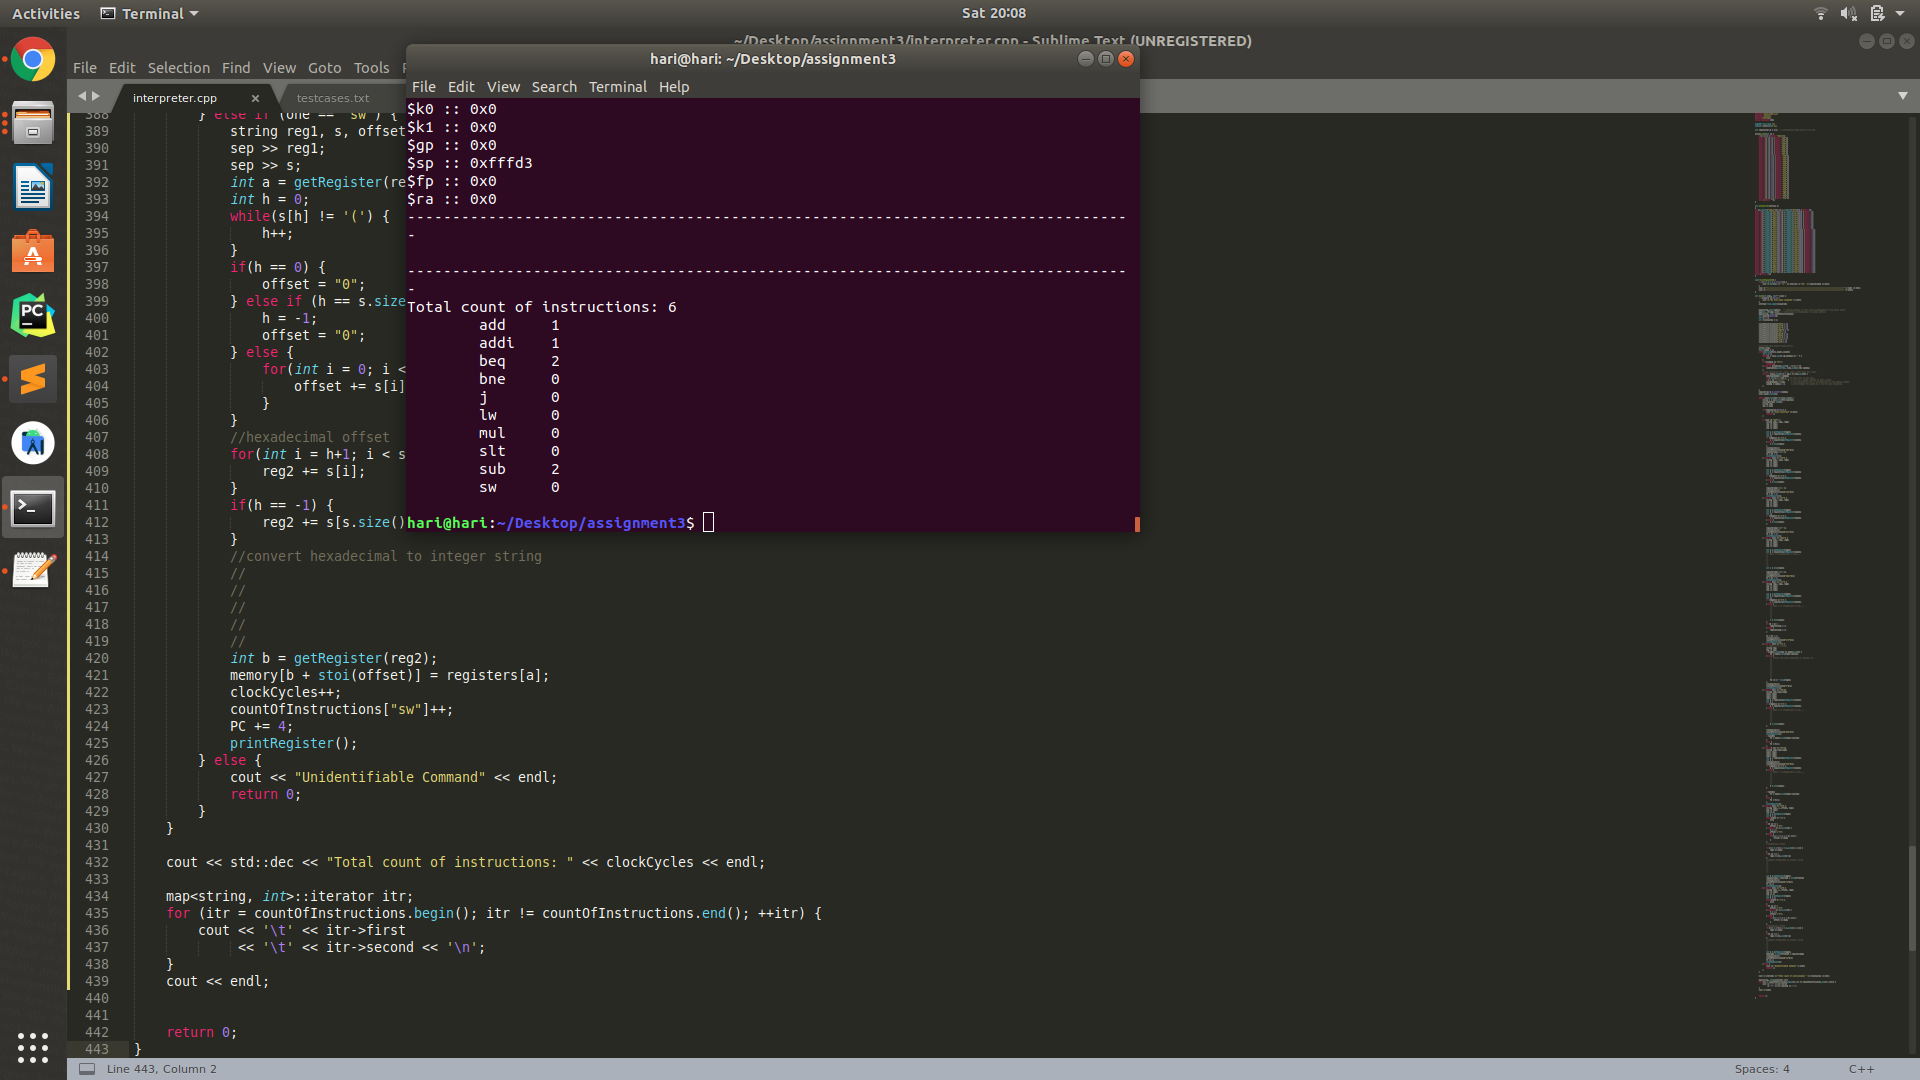 Activities
Terminal
Sat 20:08
~/Desktop/assignment3/interpreter.cpp - Sublime Text (UNREGISTERED)
File Edit Selection Find View Goto Tools
interpreter.cpp
testcases.txt
hari@hari: ~/Desktop/assignment3
File Edit View Search Terminal Help
$k0 :: 0x0
$k1 :: 0x0
$gp :: 0x0
$sp :: 0xfffd3
$fp :: 0x0
$ra :: 0x0
--------------------------------------------------------------------------------
-
--------------------------------------------------------------------------------
-
Total count of instructions: 6
add 1
addi 1
beq 2
bne 0
j 0
lw 0
mul 0
slt 0
sub 2
sw 0
hari@hari:~/Desktop/assignment3$
388 } else if (one == "sw") {
389 string reg1, s, offset
390 sep >> reg1;
391 sep >> s;
392 int a = getRegister(re
393 int h = 0;
394 while(s[h] != '(') {
395 h++;
396 }
397 if(h == 0) {
398 offset = "0";
399 } else if (h == s.size
400 h = -1;
401 offset = "0";
402 } else {
403 for(int i = 0; i <
404 offset += s[i]
405 }
406 }
407 //hexadecimal offset
408 for(int i = h+1; i < s
409 reg2 += s[i];
410 }
411 if(h == -1) {
412 reg2 += s[s.size()
413 }
414 //convert hexadecimal to integer string
415 //
416 //
417 //
418 //
419 //
420 int b = getRegister(reg2);
421 memory[b + stoi(offset)] = registers[a];
422 clockCycles++;
423 countOfInstructions["sw"]++;
424 PC += 4;
425 printRegister();
426 } else {
427 cout << "Unidentifiable Command" << endl;
428 return 0;
429 }
430 }
431
432 cout << std::dec << "Total count of instructions: " << clockCycles << endl;
433
434 map<string, int>::iterator itr;
435 for (itr = countOfInstructions.begin(); itr != countOfInstructions.end(); ++itr) {
436 cout << '\t' << itr->first
437 << '\t' << itr->second << '\n';
438 }
439 cout << endl;
440
441
442 return 0;
443 }
Line 443, Column 2
Spaces: 4
C++